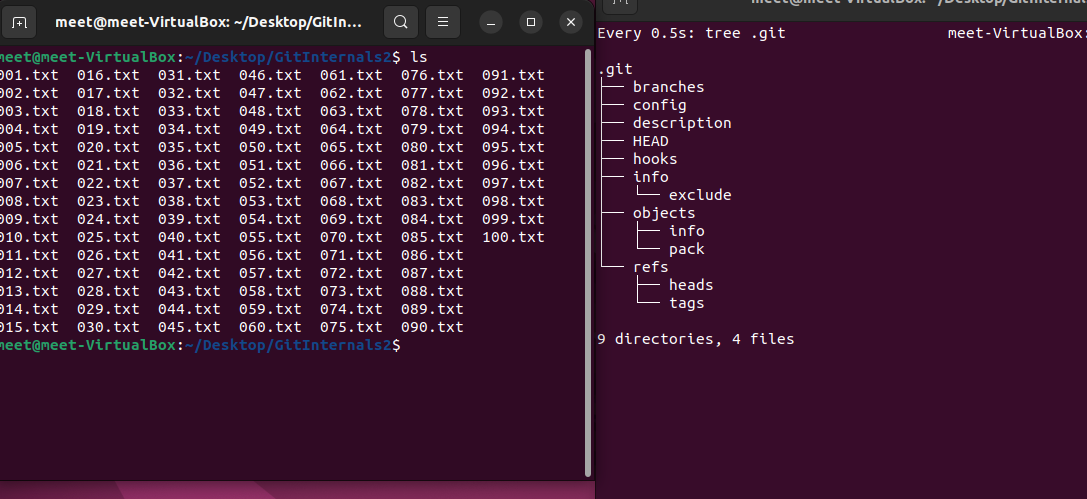 meet@meet-VirtualBox: ~/Desktop/GitIn...
meet@meet-VirtualBox:~/Desktop/GitInternals2$ ls
001.txt 016.txt 031.txt 046.txt 061.txt 076.txt 091.txt
002.txt 017.txt 032.txt 047.txt 062.txt 077.txt 092.txt
003.txt 018.txt 033.txt 048.txt 063.txt 078.txt 093.txt
004.txt 019.txt 034.txt 049.txt 064.txt 079.txt 094.txt
005.txt 020.txt 035.txt 050.txt 065.txt 080.txt 095.txt
006.txt 021.txt 036.txt 051.txt 066.txt 081.txt 096.txt
007.txt 022.txt 037.txt 052.txt 067.txt 082.txt 097.txt
008.txt 023.txt 038.txt 053.txt 068.txt 083.txt 098.txt
009.txt 024.txt 039.txt 054.txt 069.txt 084.txt 099.txt
010.txt 025.txt 040.txt 055.txt 070.txt 085.txt 100.txt
011.txt 026.txt 041.txt 056.txt 071.txt 086.txt
012.txt 027.txt 042.txt 057.txt 072.txt 087.txt
013.txt 028.txt 043.txt 058.txt 073.txt 088.txt
014.txt 029.txt 044.txt 059.txt 074.txt 089.txt
015.txt 030.txt 045.txt 060.txt 075.txt 090.txt
meet@meet-VirtualBox:~/Desktop/GitInternals2$
meet@meet-VirtualBox: ~/Desktop/GitInternals
Every 0.5s: tree .git meet-VirtualBox:
.git
├── branches
├── config
├── description
├── HEAD
├── hooks
├── info
│   └── exclude
├── objects
│   ├── info
│   └── pack
└── refs
    ├── heads
    └── tags
9 directories, 4 files